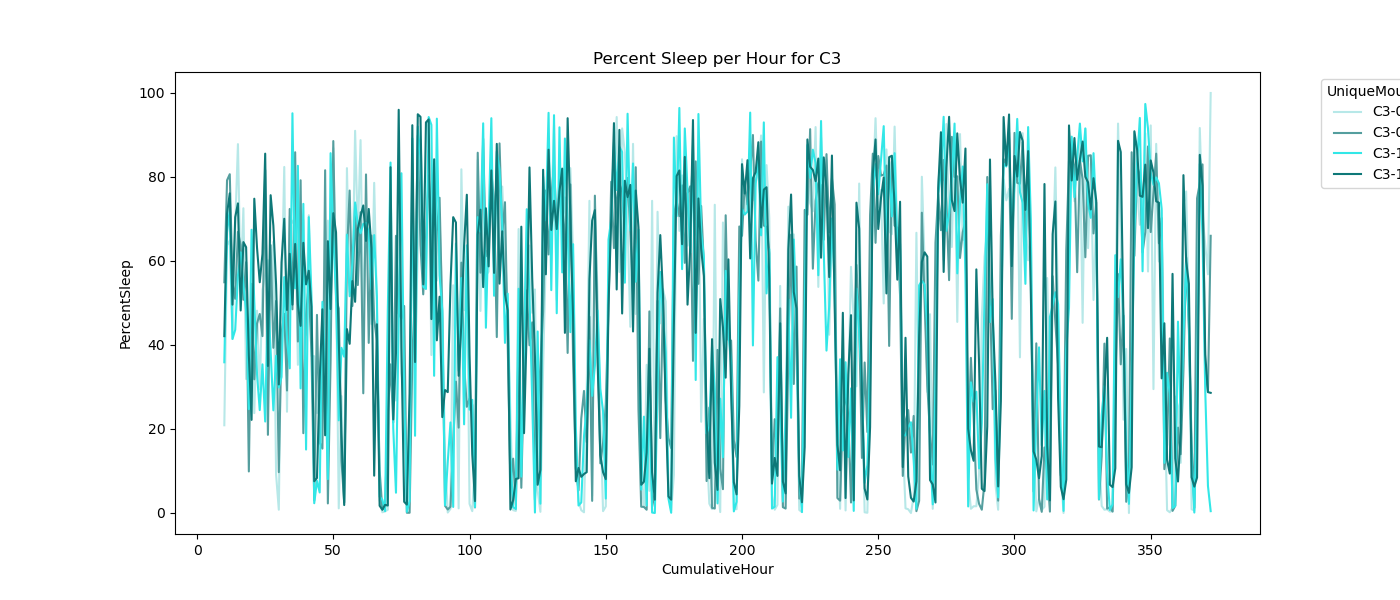 Percent Sleep per Hour for C3
PercentSleep
100
80
60
40
20
0
0 50 100 150 200 250 300 350
CumulativeHour
UniqueMou
C3-0
C3-0
C3-1
C3-1